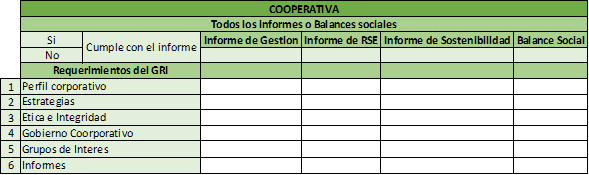 COOPERATIVA
Todos los informes o Balances sociales
Si Cumple con el informe Informe de Gestion Informe de RSE Informe de Sostenibilidad Balance Social
No
Requerimientos del GRI
1 Perfil corporativo
2 Estrategias
3 Etica e Integridad
4 Gobierno Coorporativo
5 Grupos de Interes
6 Informes